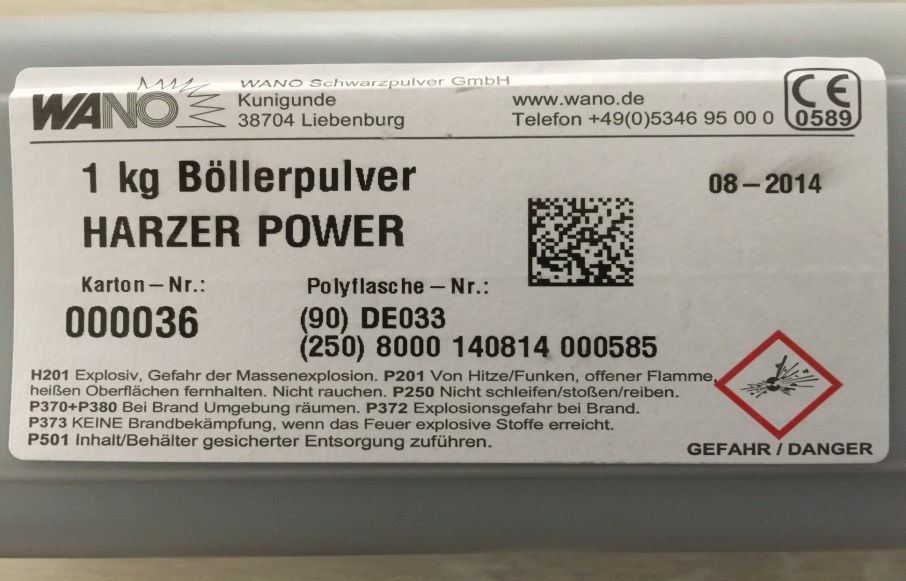 WANO
WANO Schwarzpulver GmbH
Kunigunde
38704 Liebenburg
www.wano.de
Telefon +49(0)5346 95 00 0
CE
0589
1 kg Böllerpulver
HARZER POWER
08-2014
Karton-Nr.:
000036
Polyflasche-Nr.:
(90) DE033
(250) 8000 140814 000585
H201 Explosiv, Gefahr der Massenexplosion. P201 Von Hitze/Funken, offener Flamme,
heißen Oberflächen fernhalten. Nicht rauchen. P250 Nicht schleifen/stoßen/reiben.
P370+P380 Bei Brand Umgebung räumen. P372 Explosionsgefahr bei Brand.
P373 KEINE Brandbekämpfung, wenn das Feuer explosive Stoffe erreicht.
P501 Inhalt/Behälter gesicherter Entsorgung zuführen.
GEFAHR / DANGER